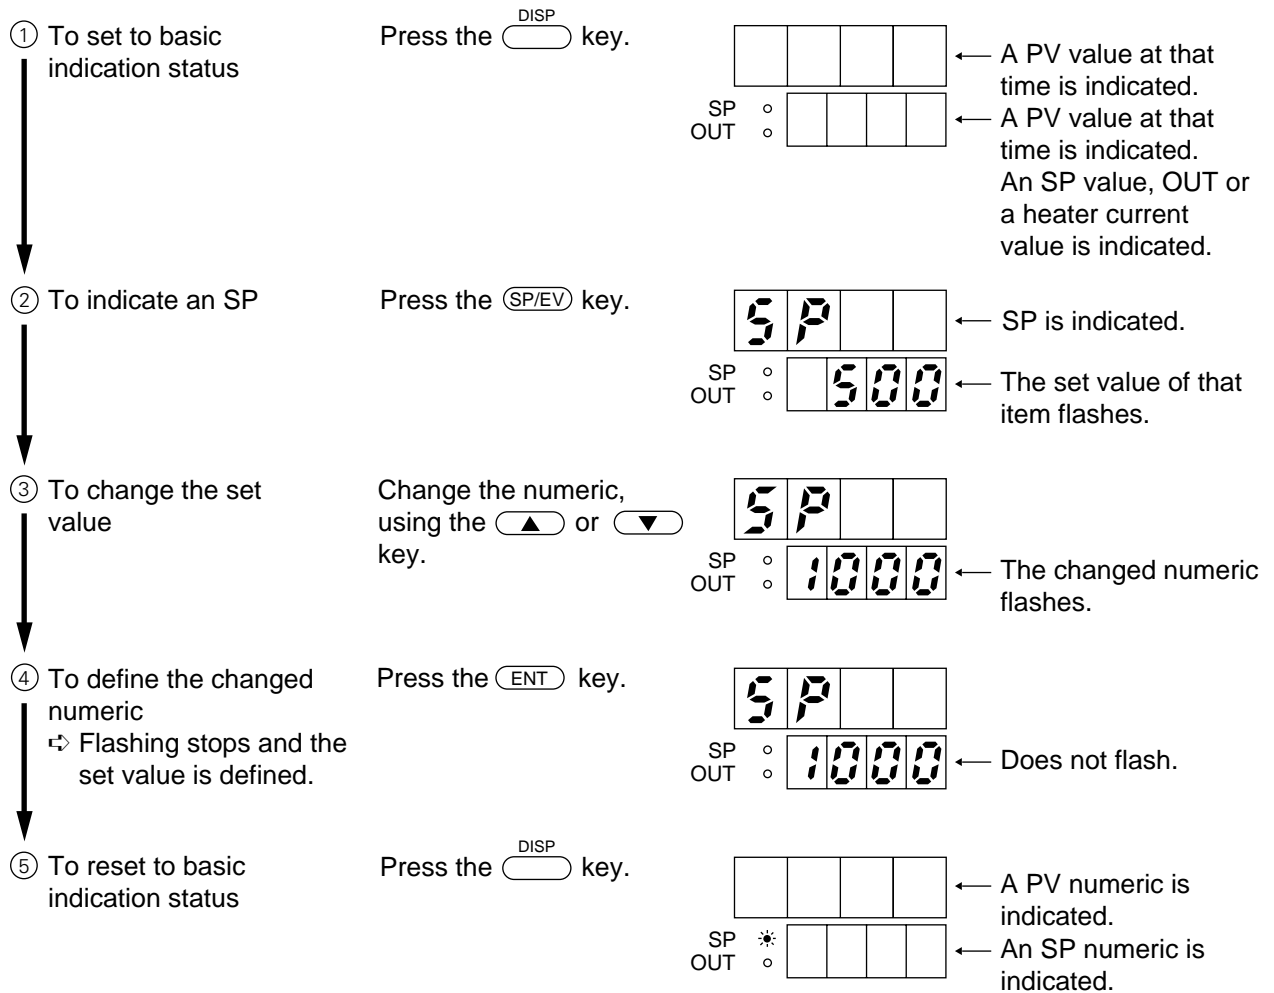 ① To set to basic
indication status
DISP
Press the key.
SP
OUT
← A PV value at that
time is indicated.
← A PV value at that
time is indicated.
An SP value, OUT or
a heater current
value is indicated.
② To indicate an SP
Press the SP/EV key.
SP
← SP is indicated.
SP
OUT
500
← The set value of that
item flashes.
③ To change the set
value
Change the numeric,
using the ▲ or ▼
key.
SP
SP
OUT
1000
← The changed numeric
flashes.
④ To define the changed
numeric
➪ Flashing stops and the
set value is defined.
Press the ENT key.
SP
SP
OUT
1000
← Does not flash.
⑤ To reset to basic
indication status
DISP
Press the key.
SP
OUT
← A PV numeric is
indicated.
← An SP numeric is
indicated.